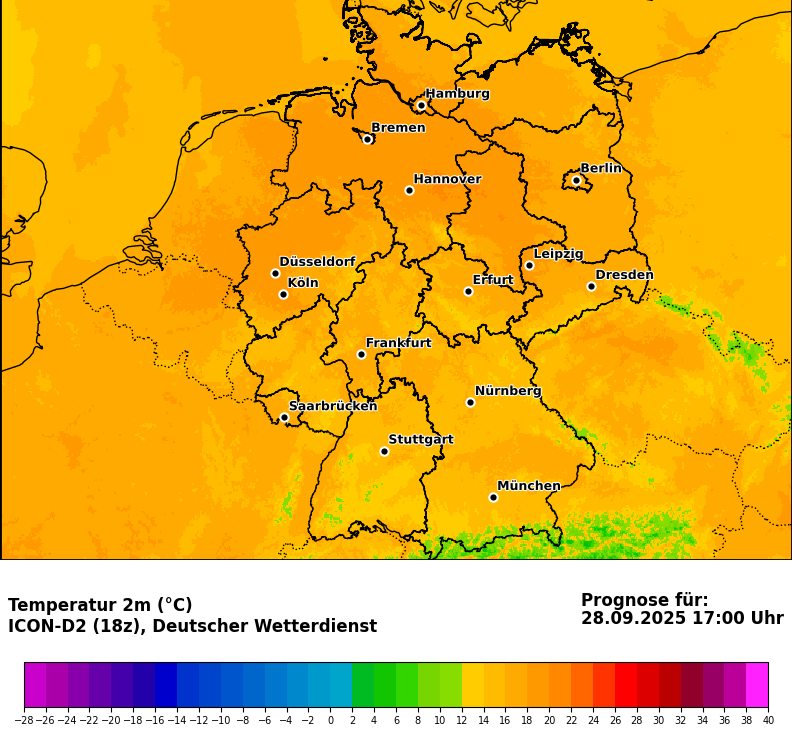 Hamburg
Bremen
Berlin
Hannover
Leipzig
Düsseldorf
Dresden
Erfurt
Köln
Frankfurt
Nürnberg
Saarbrücken
Stuttgart
München
Temperatur 2m (°C)
ICON-D2 (18z), Deutscher Wetterdienst
Prognose für:
28.09.2025 17:00 Uhr
−28 −26 −24 −22 −20 −18 −16 −14 −12 −10 −8 −6 −4 −2 0 2 4 6 8 10 12 14 16 18 20 22 24 26 28 30 32 34 36 38 40